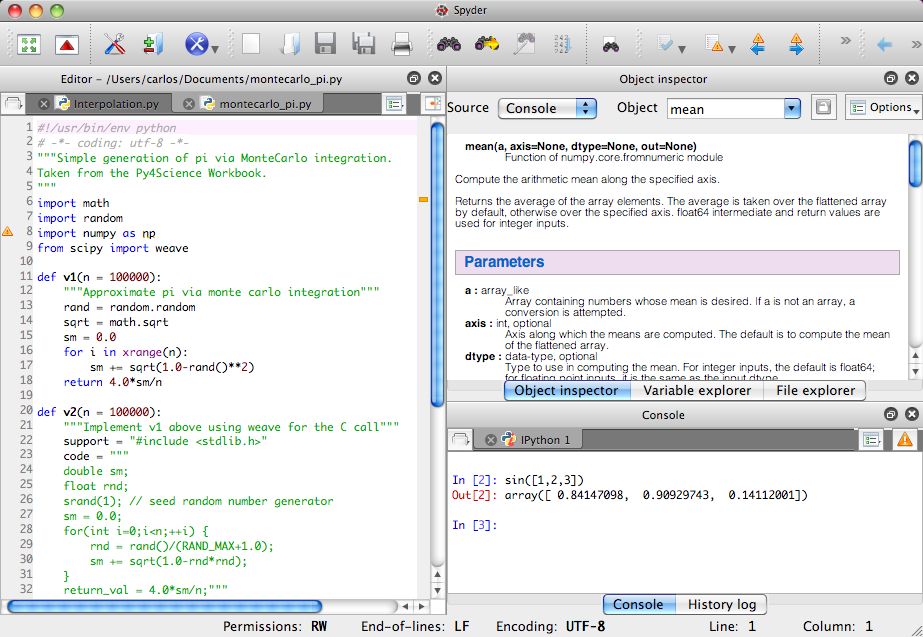 Spyder
Editor - /Users/carlos/Documents/montecarlo_pi.py
Interpolation.py
montecarlo_pi.py
1 #!/usr/bin/env python
2 # -*- coding: utf-8 -*-
3 """Simple generation of pi via MonteCarlo integration.
4 Taken from the Py4Science Workbook.
5 """
6 import math
7 import random
8 import numpy as np
9 from scipy import weave
10
11 def v1(n = 100000):
12     """Approximate pi via monte carlo integration"""
13     rand = random.random
14     sqrt = math.sqrt
15     sm = 0.0
16     for i in xrange(n):
17         sm += sqrt(1.0-rand()**2)
18     return 4.0*sm/n
19
20 def v2(n = 100000):
21     """Implement v1 above using weave for the C call"""
22     support = "#include <stdlib.h>"
23     code = """
24     double sm;
25     float rnd;
26     srand(1); // seed random number generator
27     sm = 0.0;
28     for(int i=0;i<n;++i) {
29         rnd = rand()/(RAND_MAX+1.0);
30         sm += sqrt(1.0-rnd*rnd);
31     }
32     return_val = 4.0*sm/n;"""
Object inspector
Source Console Object mean Options
mean(a, axis=None, dtype=None, out=None)
Function of numpy.core.fromnumeric module
Compute the arithmetic mean along the specified axis.
Returns the average of the array elements. The average is taken over the flattened array
by default, otherwise over the specified axis. float64 intermediate and return values are
used for integer inputs.
Parameters
a : array_like
Array containing numbers whose mean is desired. If a is not an array, a
conversion is attempted.
axis : int, optional
Axis along which the means are computed. The default is to compute the mean
of the flattened array.
dtype : data-type, optional
Type to use in computing the mean. For integer inputs, the default is float64;
for floating point inputs, it is the same as the input dtype.
Object inspector Variable explorer File explorer
Console
IPython 1
In [2]: sin([1,2,3])
Out[2]: array([ 0.84147098,  0.90929743,  0.14112001])
In [3]:
Console History log
Permissions: RW End-of-lines: LF Encoding: UTF-8 Line: 1 Column: 1